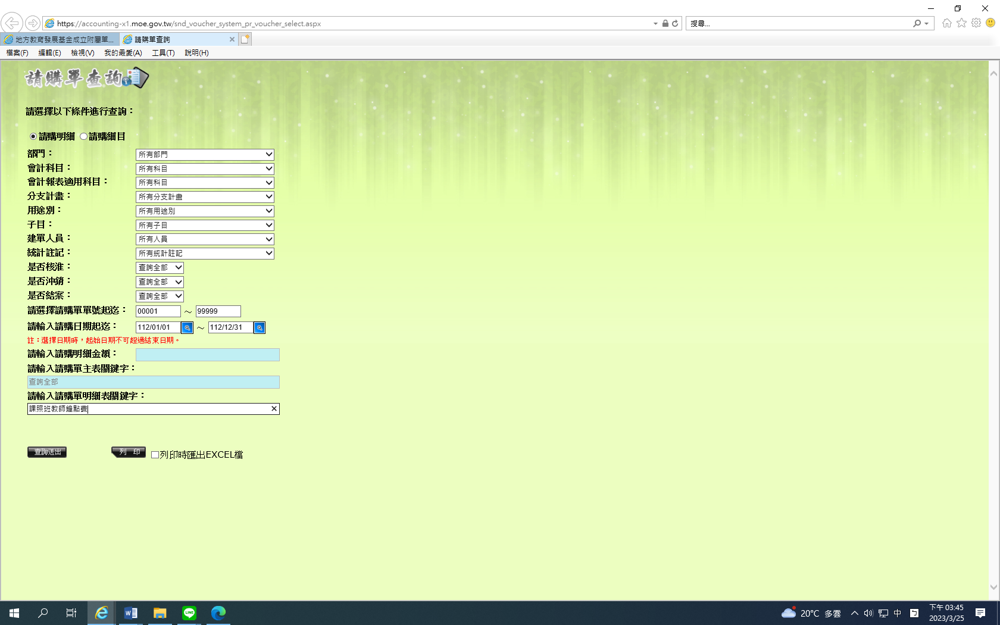 https://accounting-x1.moe.gov.tw/snd_voucher_system_pr_voucher_select.aspx
搜尋...
地方教育發展基金成立附屬單...
請購單查詢
檔案(F) 編輯(E) 檢視(V) 我的最愛(A) 工具(T) 說明(H)
請購單查詢
請選擇以下條件進行查詢：
請購明細 請購細目
部門： 所有部門
會計科目： 所有科目
會計報表適用科目： 所有科目
分支計畫： 所有分支計畫
用途別： 所有用途別
子目： 所有子目
建單人員： 所有人員
統計註記： 所有統計註記
是否核准： 查詢全部
是否沖銷： 查詢全部
是否結案： 查詢全部
請選擇請購單單號起迄： 00001 ～ 99999
請輸入請購日期起迄： 112/01/01 ～ 112/12/31
註：選擇日期時，起始日期不可超過結束日期。
請輸入請購明細金額：
請輸入請購單主表關鍵字：
查詢全部
請輸入請購單明細表關鍵字：
課照班教師鐘點費
查詢送出 列 印 列印時匯出EXCEL檔
20°C 多雲
中
下午 03:45
2023/3/25